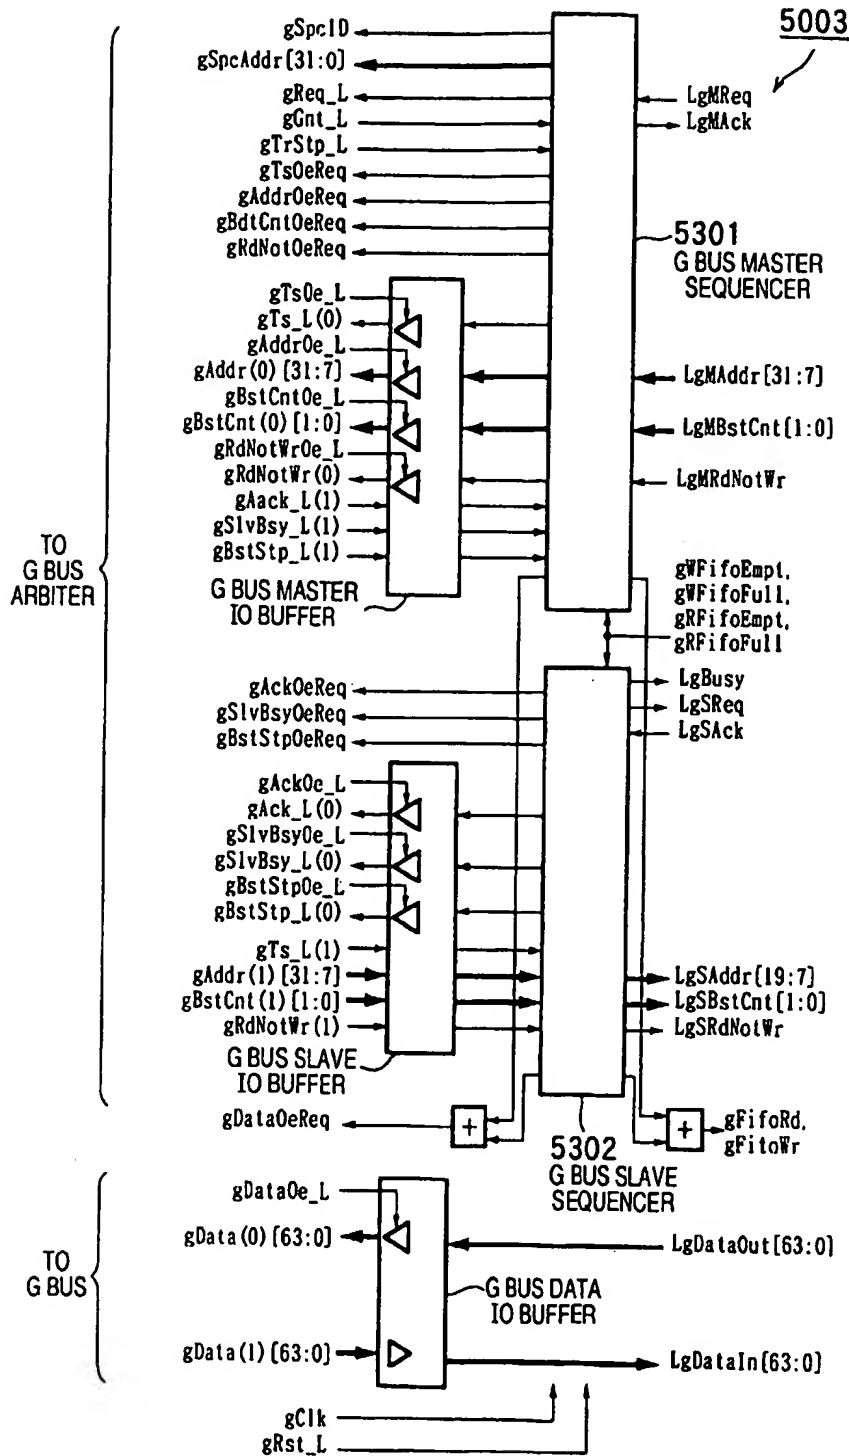 5003
gSpcID
gSpcAddr[31:0]
gReq_L
gGnt_L
gTrStp_L
gTsOeReq
gAddrOeReq
gBdtCntOeReq
gRdNotOeReq
LgMReq
LgMAck
5301
G BUS MASTER
SEQUENCER
gTsOe_L
gTs_L(0)
gAddrOe_L
gAddr(0)[31:7]
gBstCntOe_L
gBstCnt(0)[1:0]
gRdNotWrOe_L
gRdNotWr(0)
gAack_L(1)
gSlvBsy_L(1)
gBstStp_L(1)
LgMAddr[31:7]
LgMBstCnt[1:0]
LgMRdNotWr
TO
G BUS
ARBITER
G BUS MASTER
IO BUFFER
gWFifoEmpt,
gWFifoFull,
gRFifoEmpt,
gRFifoFull
gAckOeReq
gSlvBsyOeReq
gBstStpOeReq
LgBusy
LgSReq
LgSAck
gAckOe_L
gAck_L(0)
gSlvBsyOe_L
gSlvBsy_L(0)
gBstStpOe_L
gBstStp_L(0)
gTs_L(1)
gAddr(1)[31:7]
gBstCnt(1)[1:0]
gRdNotWr(1)
LgSAddr[19:7]
LgSBstCnt[1:0]
LgSRdNotWr
G BUS SLAVE
IO BUFFER
gDataOeReq
+
+
gFifoRd,
gFitoWr
5302
G BUS SLAVE
SEQUENCER
TO
G BUS
gDataOe_L
gData(0)[63:0]
LgDataOut[63:0]
G BUS DATA
IO BUFFER
gData(1)[63:0]
LgDataIn[63:0]
gClk
gRst_L